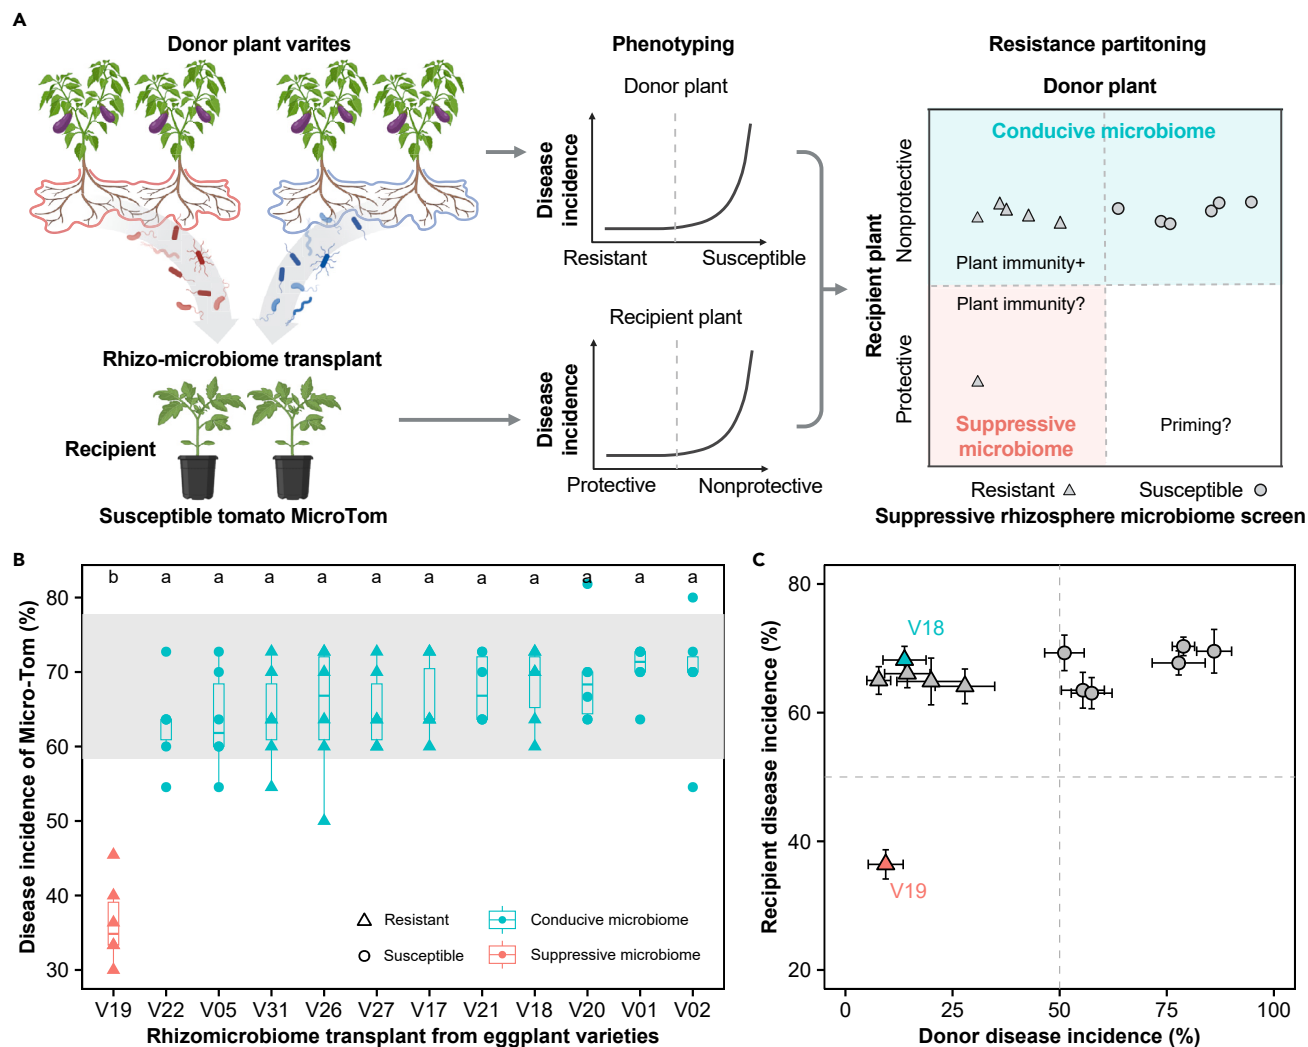 A
Donor plant varites
Phenotyping
Resistance partitoning
Donor plant
Disease
incidence
Resistant
Susceptible
Rhizo-microbiome transplant
Recipient
Susceptible tomato MicroTom
Recipient plant
Disease
incidence
Protective
Nonprotective
Donor plant
Recipient plant
Nonprotective
Protective
Conducive microbiome
Plant immunity+
Plant immunity?
Suppressive
microbiome
Priming?
Resistant
Susceptible
Suppressive rhizosphere microbiome screen
B
Disease incidence of Micro-Tom (%)
b a a a a a a a a a a a
80
70
60
50
40
30
Resistant
Susceptible
Conducive microbiome
Suppressive microbiome
V19 V22 V05 V31 V26 V27 V17 V21 V18 V20 V01 V02
Rhizomicrobiome transplant from eggplant varieties
C
Recipient disease incidence (%)
80
60
40
20
V18
V19
0 25 50 75 100
Donor disease incidence (%)